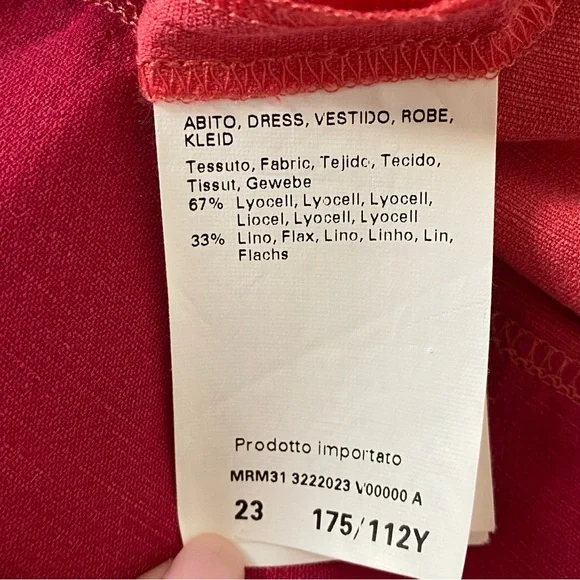 ABITO, DRESS, VESTIDO, ROBE,
KLEID
Tessuto, Fabric, Tejido, Tecido,
Tissut, Gewebe
67% Lyocell, Lyocell, Lyocell,
Liocel, Lyocell, Lyocell
33% Lino, Flax, Lino, Linho, Lin,
Flachs
Prodotto importato
MRM31 3222023 V00000 A
23 175/112Y